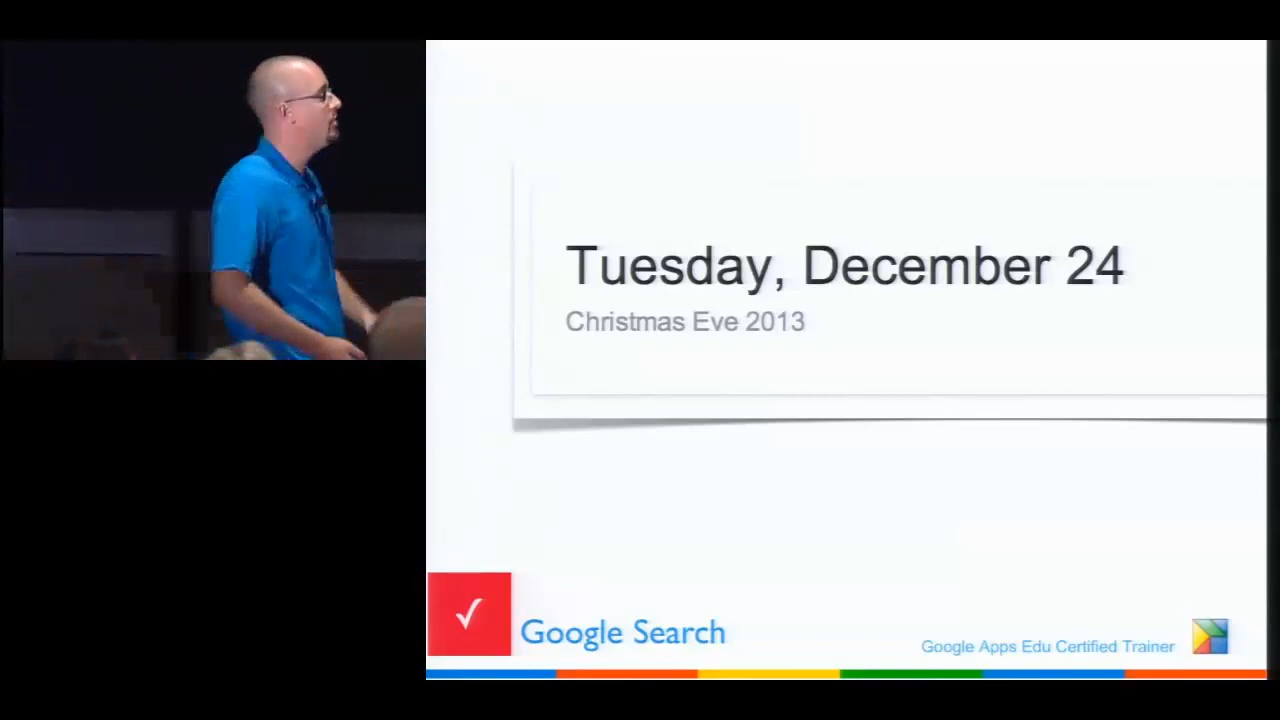 Tuesday, December 24
Christmas Eve 2013
Google Search
Google Apps Edu Certified Trainer